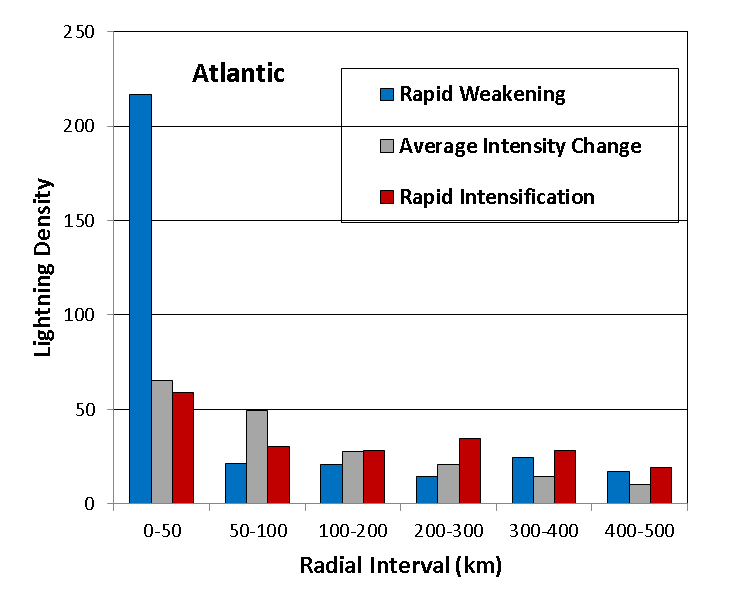 Atlantic
Rapid Weakening
Average Intensity Change
Rapid Intensification
Lightning Density
250
200
150
100
50
0
0-50 50-100 100-200 200-300 300-400 400-500
Radial Interval (km)